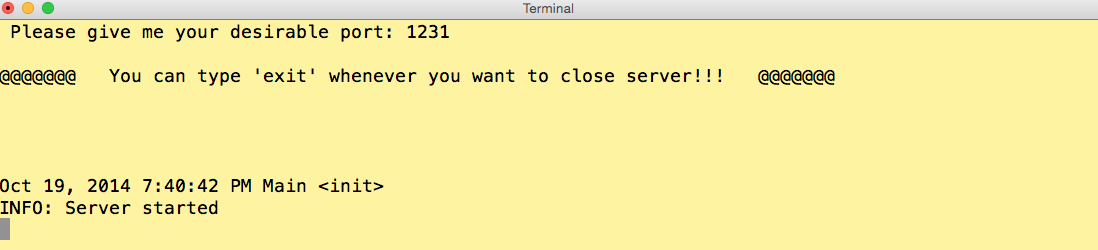 Terminal
Please give me your desirable port: 1231
@@@@@@@   You can type 'exit' whenever you want to close server!!!   @@@@@@@
Oct 19, 2014 7:40:42 PM Main <init>
INFO: Server started